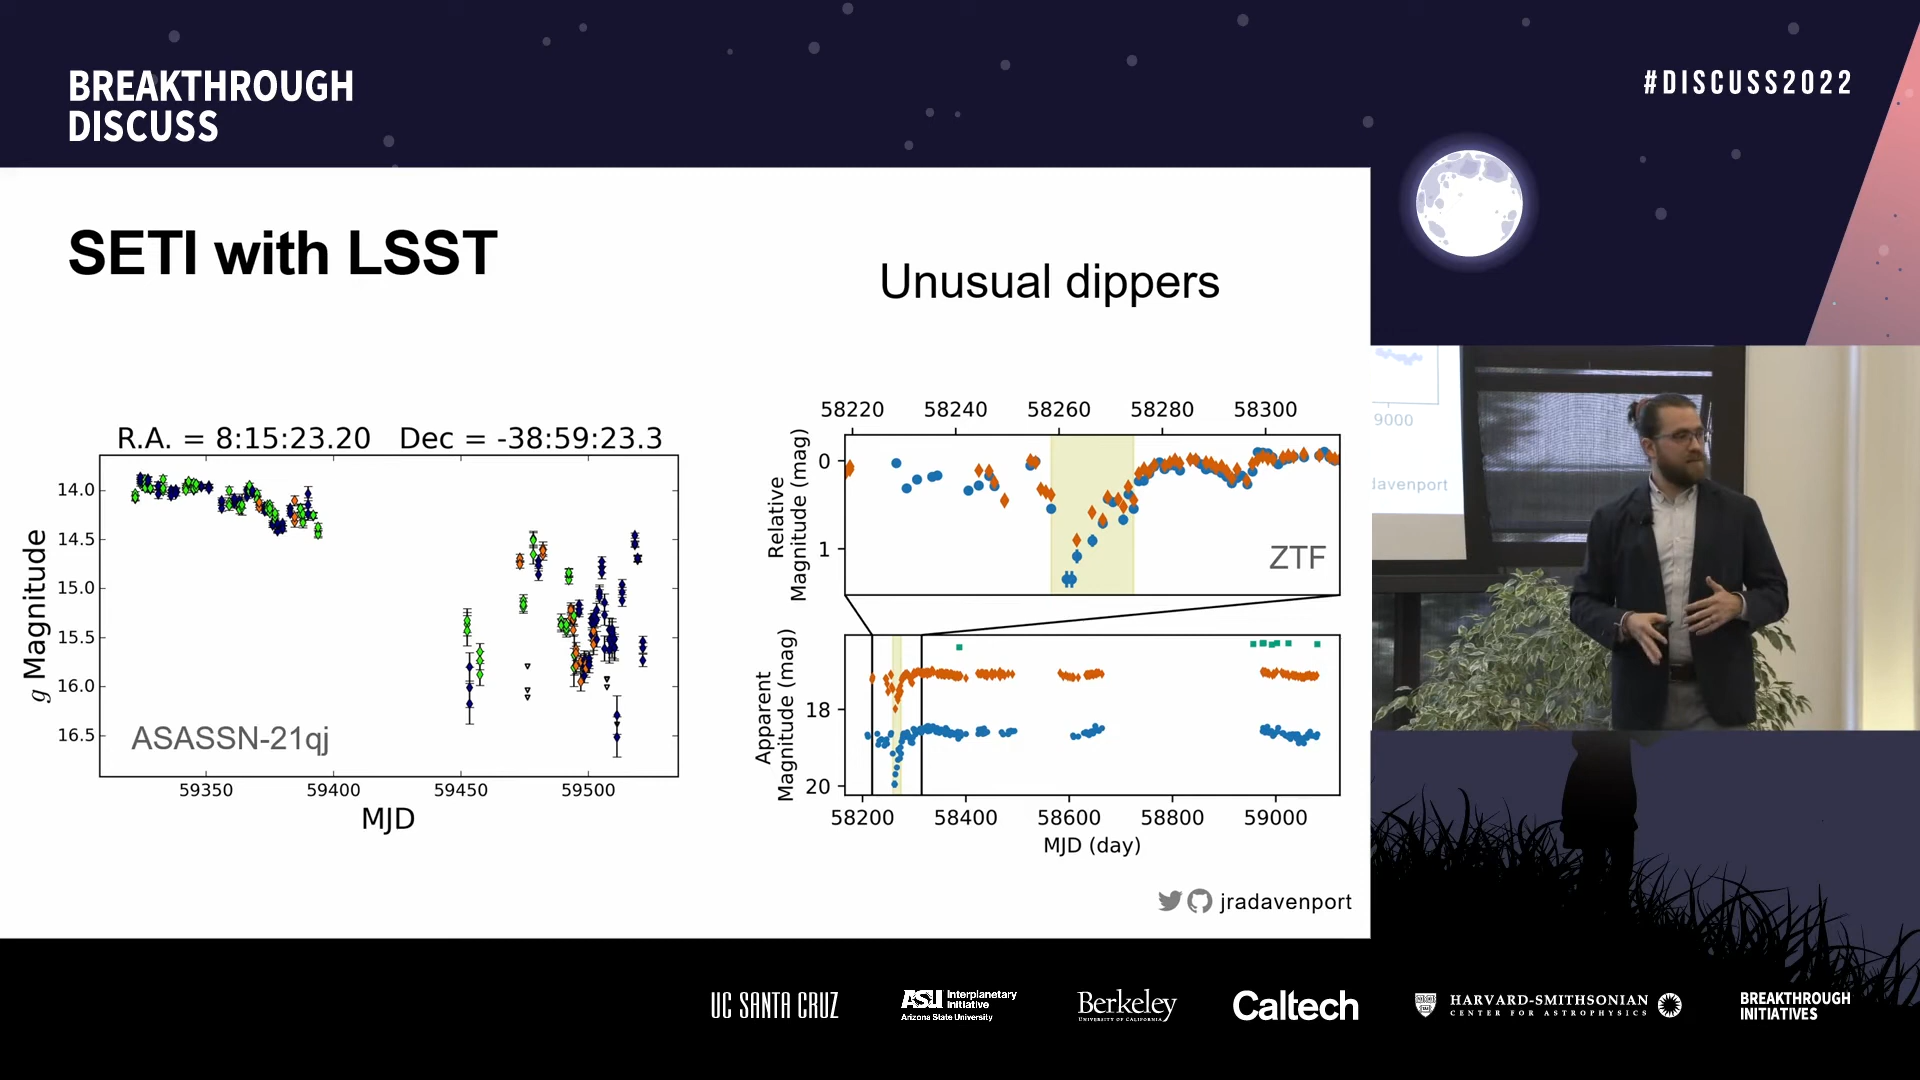 BREAKTHROUGH
DISCUSS
#DISCUSS2022
SETI with LSST
Unusual dippers
R.A. = 8:15:23.20 Dec = -38:59:23.3
g Magnitude
14.0
14.5
15.0
15.5
16.0
16.5
ASASSN-21qj
59350 59400 59450 59500
MJD
58220 58240 58260 58280 58300
Relative
Magnitude (mag)
0
1
ZTF
Apparent
Magnitude (mag)
18
20
58200 58400 58600 58800 59000
MJD (day)
jradavenport
9000
davenport
UC SANTA CRUZ
ASU Interplanetary
Initiative
Arizona State University
Berkeley
UNIVERSITY OF CALIFORNIA
Caltech
HARVARD-SMITHSONIAN
CENTER FOR ASTROPHYSICS
BREAKTHROUGH
INITIATIVES